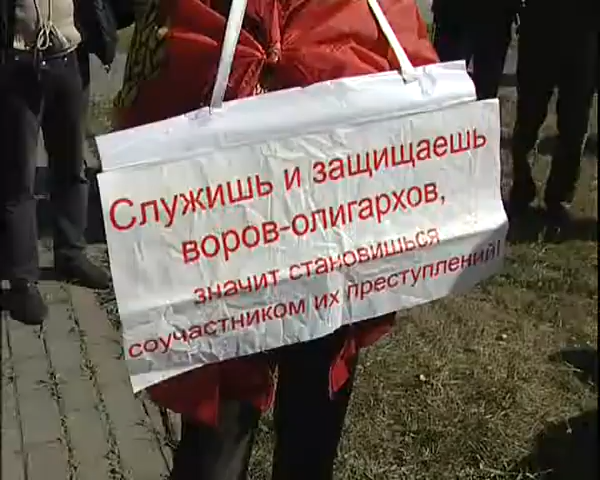 Служишь и защищаешь
воров-олигархов,
значит становишься
соучастником их преступлений!